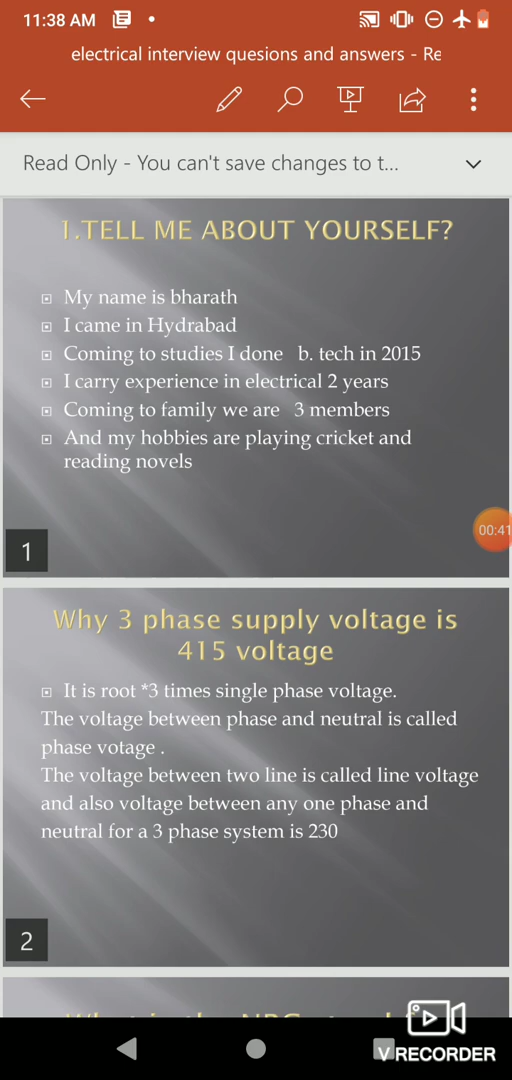 11:38 AM
electrical interview quesions and answers - Re
Read Only - You can't save changes to t...
1.TELL ME ABOUT YOURSELF?
My name is bharath
I came in Hydrabad
Coming to studies I done b. tech in 2015
I carry experience in electrical 2 years
Coming to family we are 3 members
And my hobbies are playing cricket and
reading novels
00:41
1
Why 3 phase supply voltage is
415 voltage
It is root *3 times single phase voltage.
The voltage between phase and neutral is called
phase votage .
The voltage between two line is called line voltage
and also voltage between any one phase and
neutral for a 3 phase system is 230
2
V RECORDER